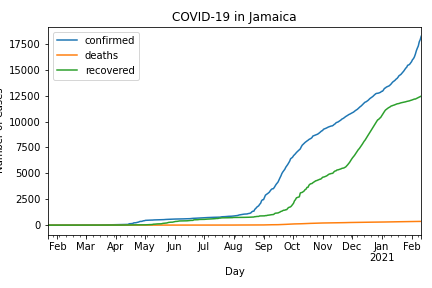 COVID-19 in Jamaica
confirmed
deaths
recovered
17500
15000
12500
10000
7500
5000
2500
0
Feb Mar Apr May Jun Jul Aug Sep Oct Nov Dec Jan Feb
2021
Day